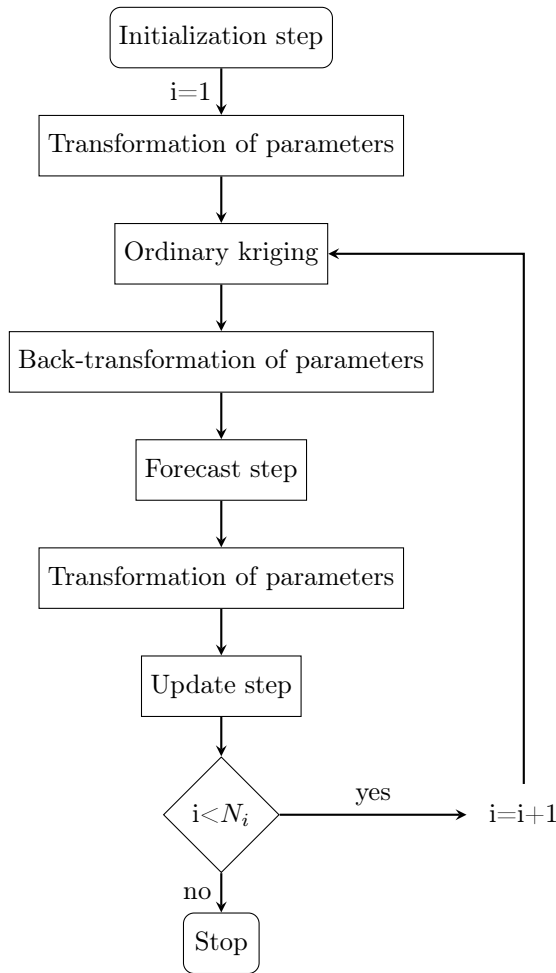 Initialization step
i=1
Transformation of parameters
Ordinary kriging
Back-transformation of parameters
Forecast step
Transformation of parameters
Update step
i<N_i
yes
i=i+1
no
Stop